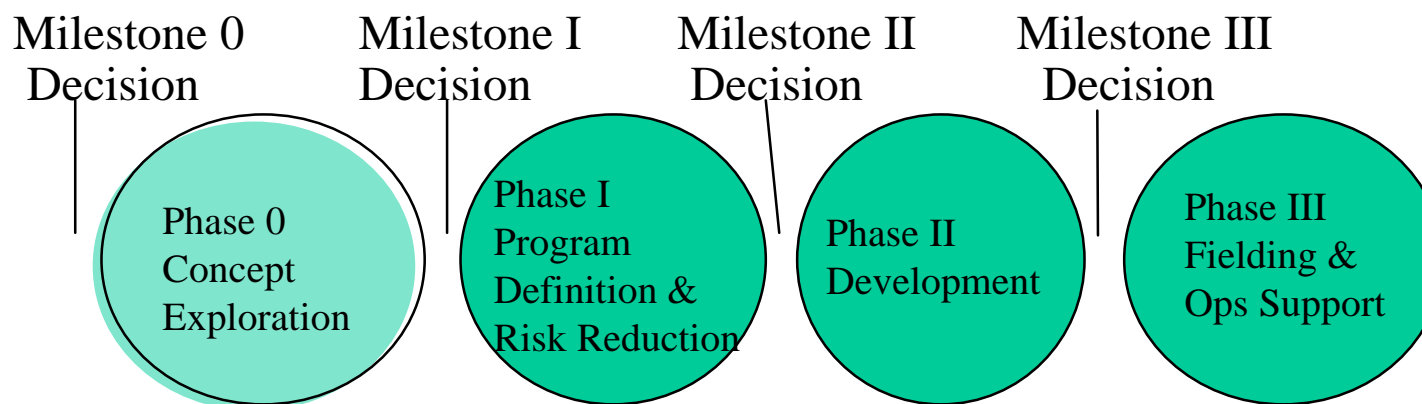 Milestone 0
Decision
Milestone I
Decision
Milestone II
Decision
Milestone III
Decision
Phase 0
Concept
Exploration
Phase I
Program
Definition &
Risk Reduction
Phase II
Development
Phase III
Fielding &
Ops Support